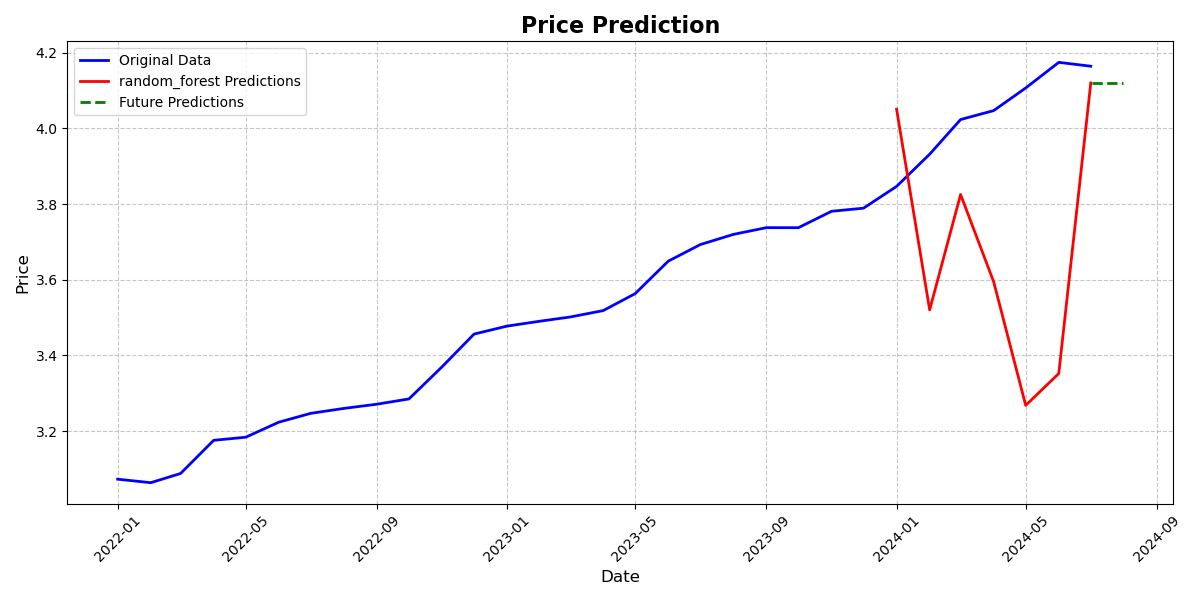 Price Prediction
Original Data
random_forest Predictions
Future Predictions
4.2
4.0
3.8
3.6
3.4
3.2
Price
2022-01
2022-05
2022-09
2023-01
2023-05
2023-09
2024-01
2024-05
2024-09
Date